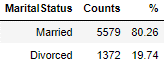 MaritalStatus Counts %
Married 5579 80.26
Divorced 1372 19.74